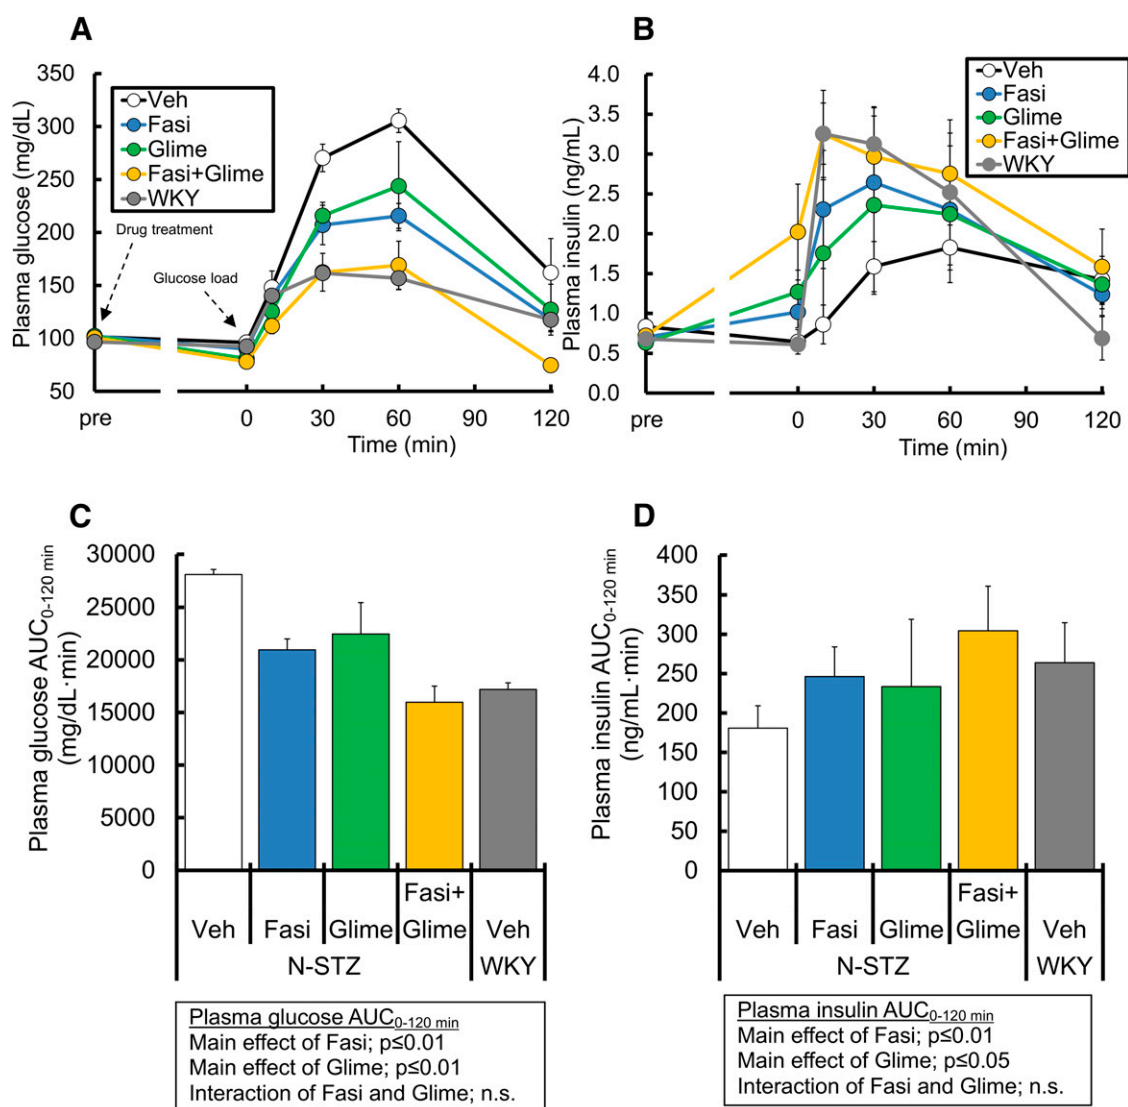 A
Plasma glucose (mg/dL)
350
300
250
200
150
100
50
Veh
Fasi
Glime
Fasi+Glime
WKY
Drug treatment
Glucose load
pre
0
30
60
90
120
Time (min)
B
Plasma insulin (ng/mL)
4.0
3.5
3.0
2.5
2.0
1.5
1.0
0.5
0.0
Veh
Fasi
Glime
Fasi+Glime
WKY
pre
0
30
60
90
120
Time (min)
C
Plasma glucose AUC0-120 min
(mg/dL·min)
30000
25000
20000
15000
10000
5000
0
Veh
Fasi
Glime
Fasi+
Glime
Veh
N-STZ
WKY
Plasma glucose AUC0-120 min
Main effect of Fasi; p≤0.01
Main effect of Glime; p≤0.01
Interaction of Fasi and Glime; n.s.
D
Plasma insulin AUC0-120 min
(ng/mL·min)
400
350
300
250
200
150
100
50
0
Veh
Fasi
Glime
Fasi+
Glime
Veh
N-STZ
WKY
Plasma insulin AUC0-120 min
Main effect of Fasi; p≤0.01
Main effect of Glime; p≤0.05
Interaction of Fasi and Glime; n.s.